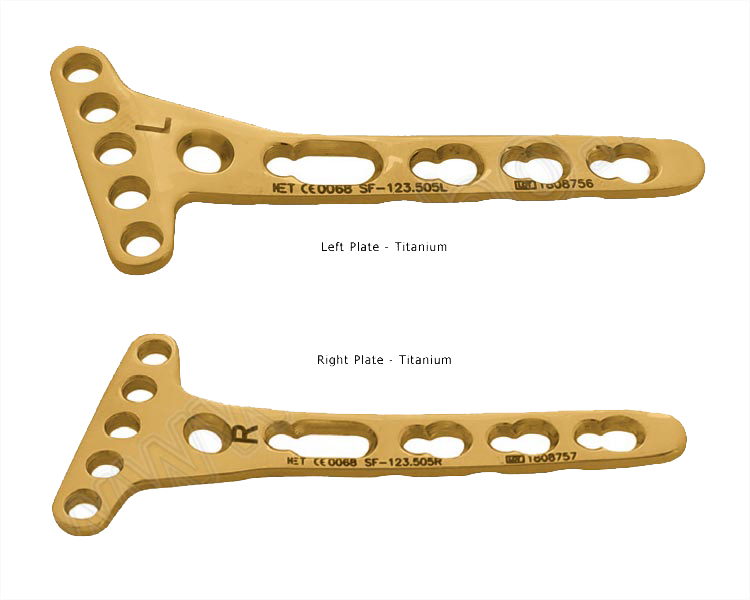 L
MET CE0068 SF-123.505L LOT 1608756
Left Plate - Titanium
Right Plate - Titanium
R
MET CE0068 SF-123.505R LOT 1608757